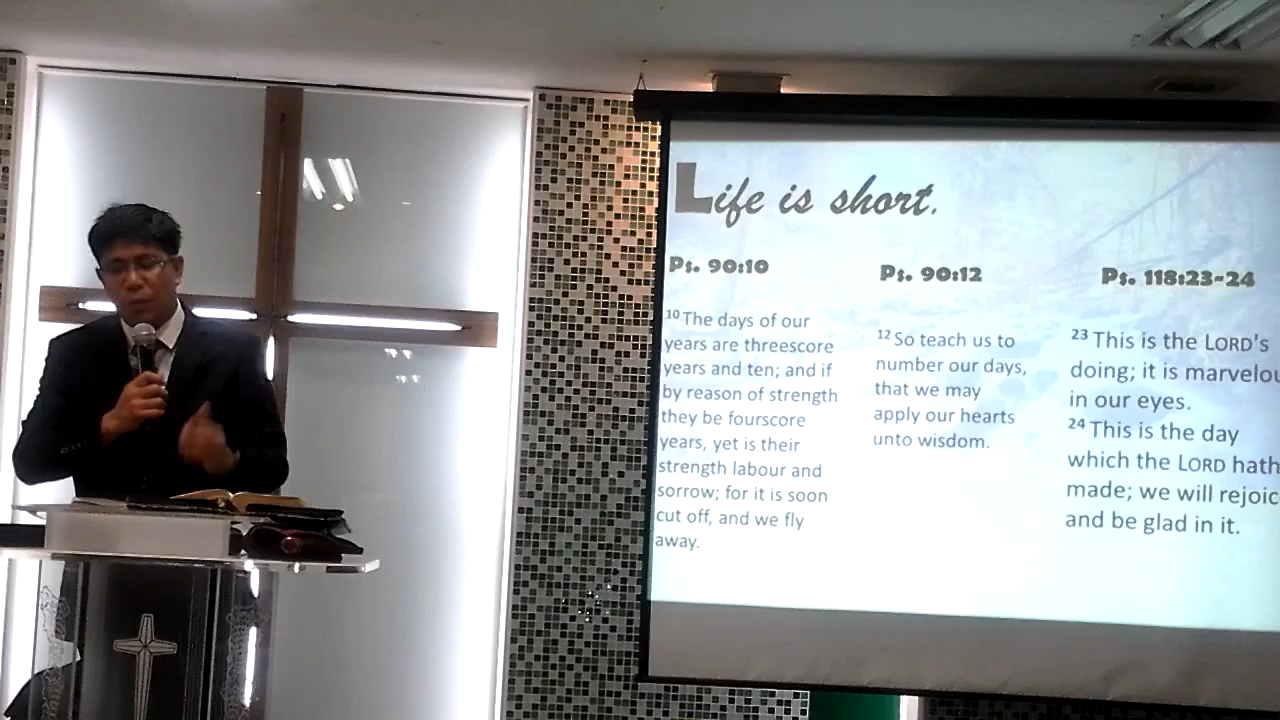 Life is short.
Ps. 90:10
10 The days of our
years are threescore
years and ten; and if
by reason of strength
they be fourscore
years, yet is their
strength labour and
sorrow; for it is soon
cut off, and we fly
away.
Ps. 90:12
12 So teach us to
number our days,
that we may
apply our hearts
unto wisdom.
Ps. 118:23-24
23 This is the LORD's
doing; it is marvelou
in our eyes.
24 This is the day
which the LORD hath
made; we will rejoic
and be glad in it.